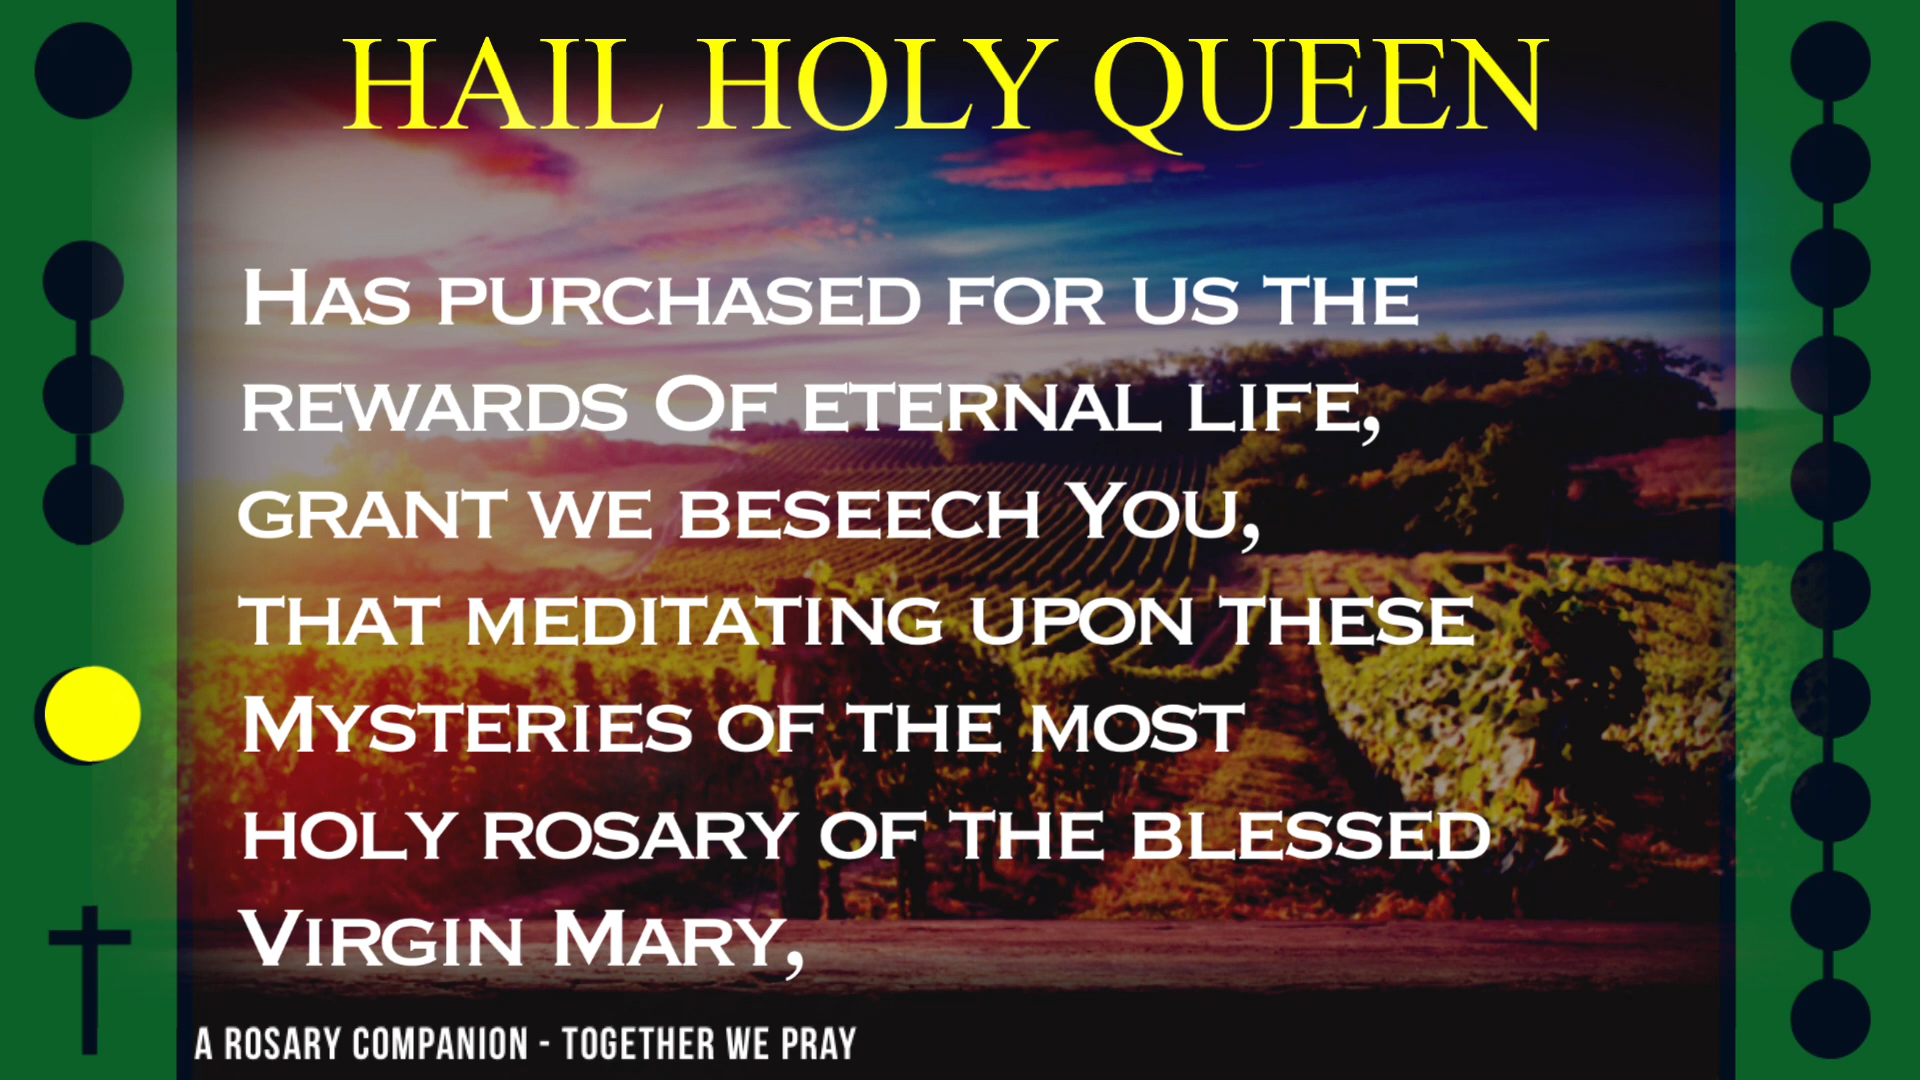 HAIL HOLY QUEEN
Has purchased for us the
rewards Of eternal life,
grant we beseech You,
that meditating upon these
Mysteries of the most
holy rosary of the blessed
Virgin Mary,
A ROSARY COMPANION - TOGETHER WE PRAY